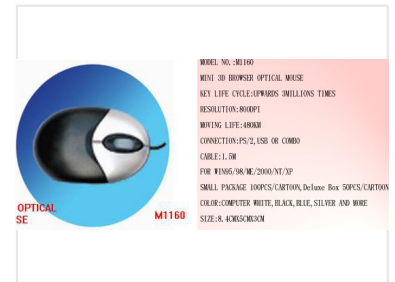 OPTICAL
SE
M1160
MODEL NO.:M1160
MINI 3D BROWSER OPTICAL MOUSE
KEY LIFE CYCLE:UPWARDS 3MILLIONS TIMES
RESOLUTION:800DPI
MOVING LIFE:480KM
CONNECTION:PS/2,USB OR COMBO
CABLE:1.5M
FOR WIN95/98/ME/2000/NT/XP
SMALL PACKAGE 100PCS/CARTOON,Deluxe Box 50PCS/CARTOON
COLOR:COMPUTER WHITE,BLACK,BLUE,SILVER AND MORE
SIZE:8.4CMX5CMX3CM